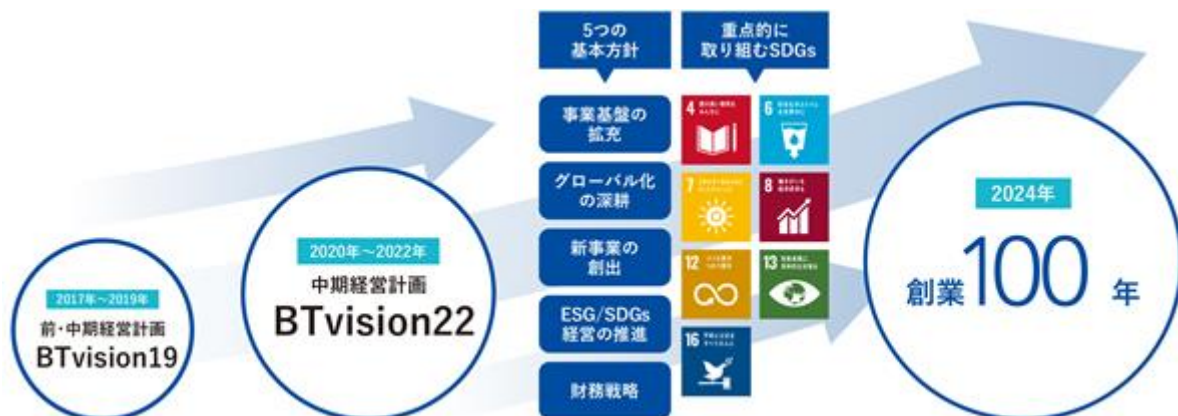 5つの
基本方針
重点的に
取り組むSDGs
事業基盤の
拡充
グローバル化
の深耕
新事業の
創出
ESG/SDGs
経営の推進
財務戦略
4
6
7
8
12
13
16
2017年～2019年
前・中期経営計画
BTvision19
2020年～2022年
中期経営計画
BTvision22
2024年
創業100年